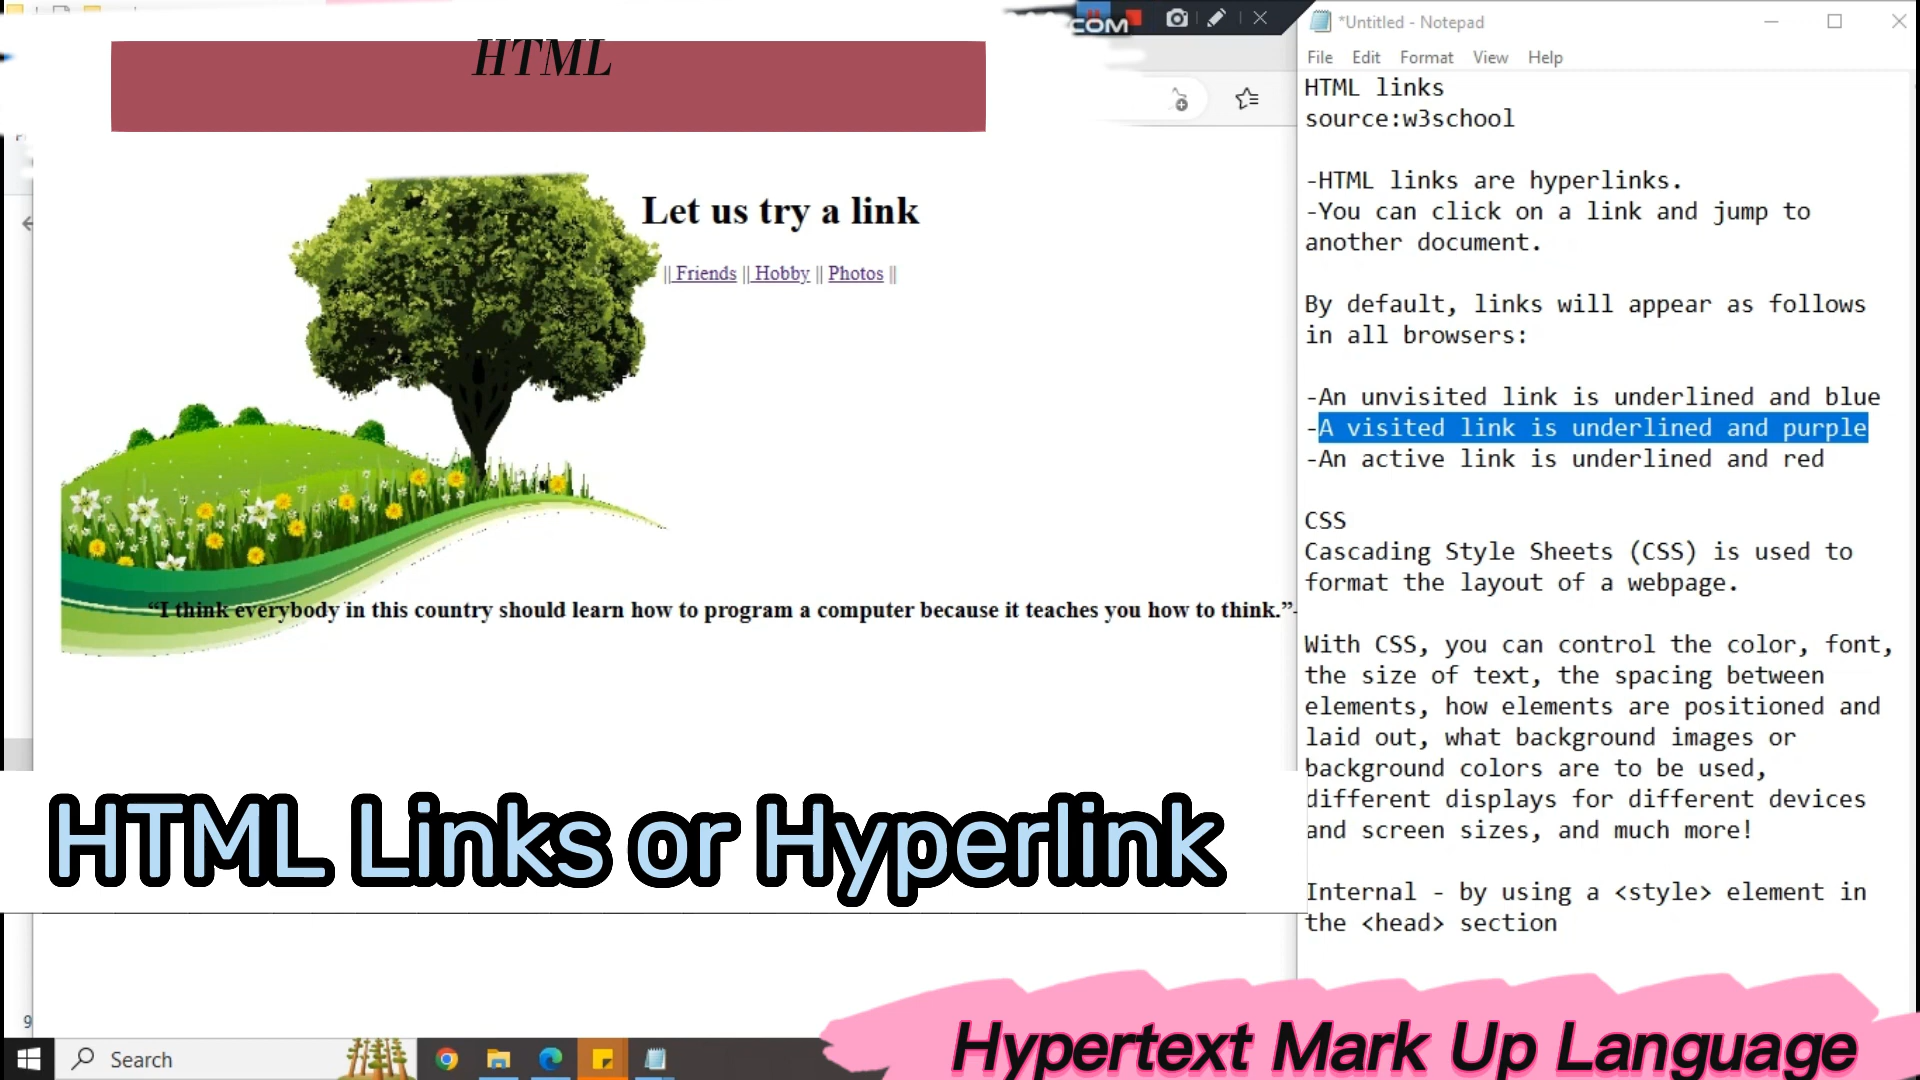 HTML
COM
*Untitled - Notepad
File Edit Format View Help
HTML links
source:w3school
-HTML links are hyperlinks.
-You can click on a link and jump to
another document.
By default, links will appear as follows
in all browsers:
-An unvisited link is underlined and blue
-A visited link is underlined and purple
-An active link is underlined and red
CSS
Cascading Style Sheets (CSS) is used to
format the layout of a webpage.
With CSS, you can control the color, font,
the size of text, the spacing between
elements, how elements are positioned and
laid out, what background images or
background colors are to be used,
different displays for different devices
and screen sizes, and much more!
Internal - by using a <style> element in
the <head> section
Let us try a link
|| Friends || Hobby || Photos ||
“I think everybody in this country should learn how to program a computer because it teaches you how to think.”-
HTML Links or Hyperlink
9
Search
Hypertext Mark Up Language